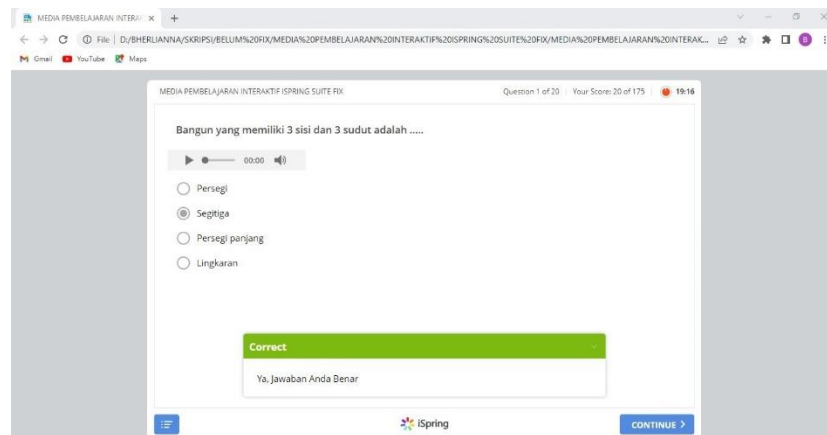 MEDIA PEMBELAJARAN INTERA
File D:/BHERLIANNA/SKRIPSI/BELUM%20FIX/MEDIA%20PEMBELAJARAN%20INTERAKTIF%20ISPRING%20SUITE%20FIX/MEDIA%20PEMBELAJARAN%20INTERAK... B
Gmail YouTube Maps
MEDIA PEMBELAJARAN INTERAKTIF ISPRING SUITE FIX Question 1 of 20 Your Score: 20 of 175 19:16
Bangun yang memiliki 3 sisi dan 3 sudut adalah .....
00:00
Persegi
Segitiga
Persegi panjang
Lingkaran
Correct
Ya, Jawaban Anda Benar
iSpring CONTINUE >